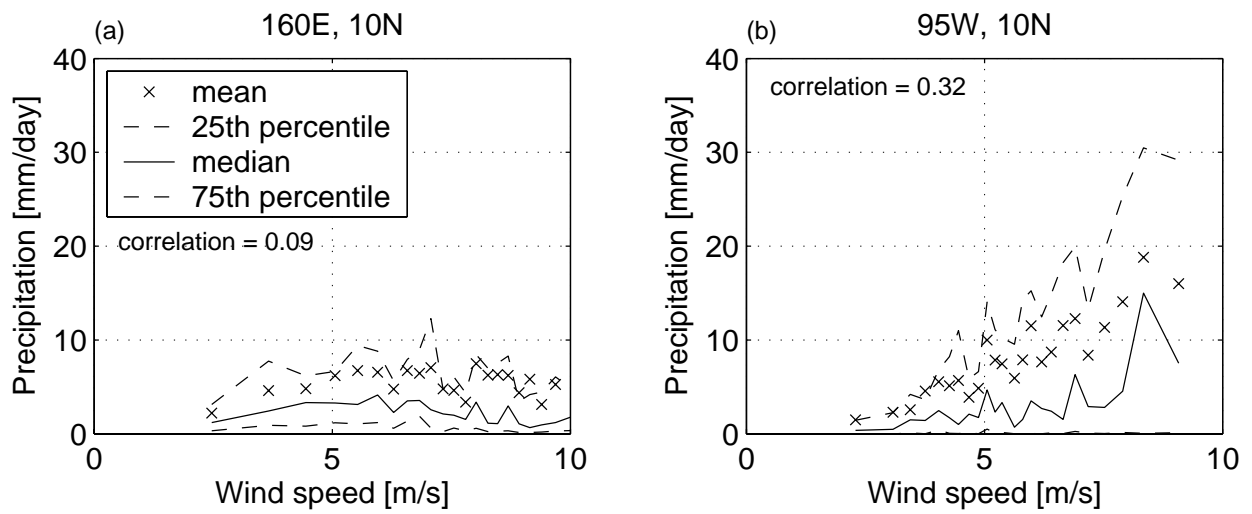 (a) 160E, 10N
40
30
20
10
0
Precipitation [mm/day]
mean
25th percentile
median
75th percentile
correlation = 0.09
0 5 10
Wind speed [m/s]
(b) 95W, 10N
40
30
20
10
0
Precipitation [mm/day]
correlation = 0.32
0 5 10
Wind speed [m/s]